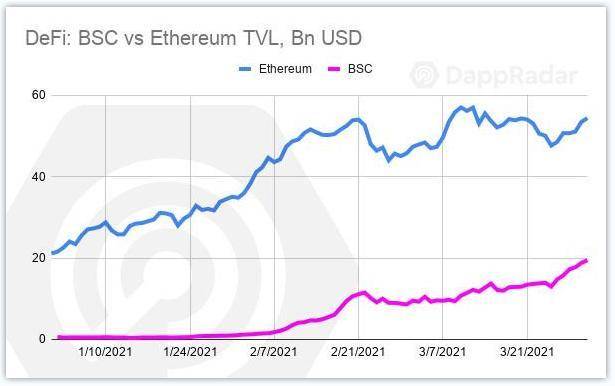 DeFi: BSC vs Ethereum TVL, Bn USD
Ethereum BSC
DappRadar
60
40
20
0
1/10/2021 1/24/2021 2/7/2021 2/21/2021 3/7/2021 3/21/2021